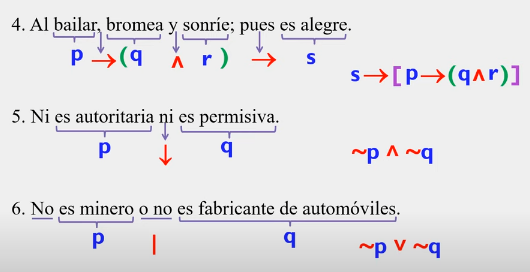 4. Al bailar, bromea y sonríe; pues es alegre.
p →(q ∧ r) → s
s→[p→(q∧r)]
5. Ni es autoritaria ni es permisiva.
p ↓ q
~p ∧ ~q
6. No es minero o no es fabricante de automóviles.
p | q
~p ∨ ~q